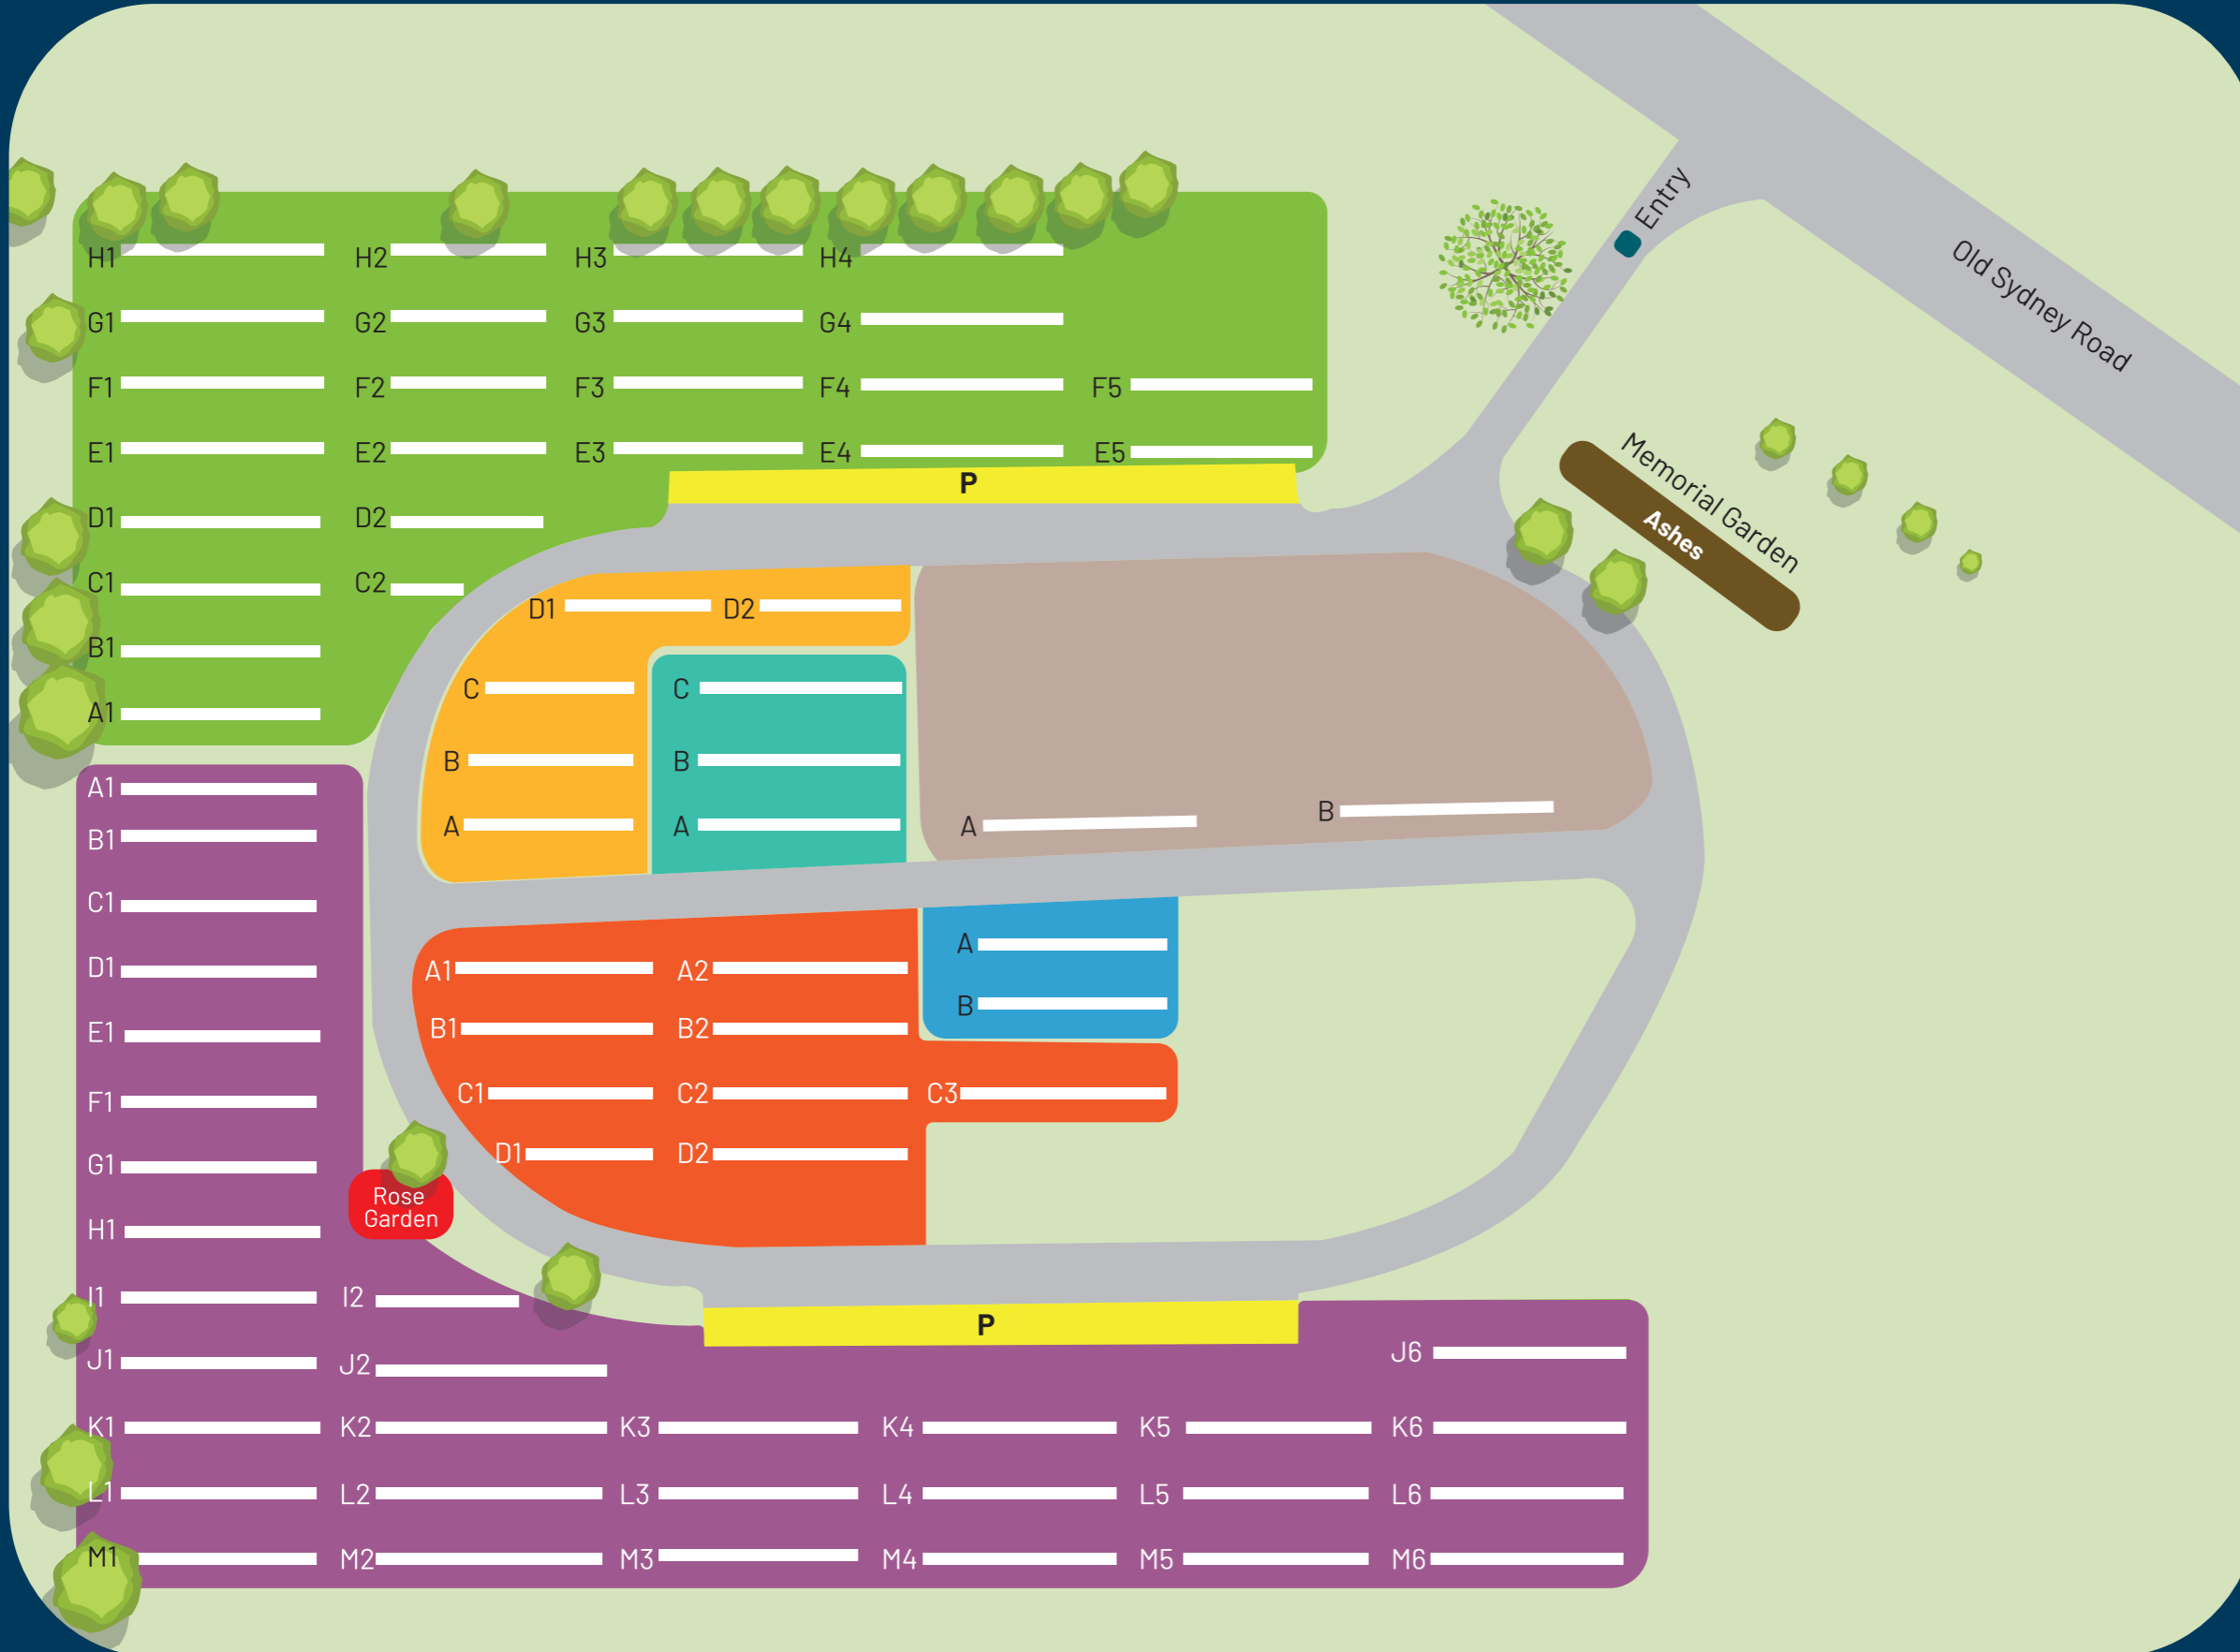 Entry
Old Sydney Road
Memorial Garden
Ashes
H1 H2 H3 H4
G1 G2 G3 G4
F1 F2 F3 F4 F5
E1 E2 E3 E4 E5
P
D1 D2
C1 C2
B1
A1
D1 D2
C
B
A
C
B
A
A B
A
B
A1 A2
B1 B2
C1 C2 C3
D1 D2
A1
B1
C1
D1
E1
F1
G1
H1
Rose
Garden
I1 I2
P
J1 J2 J6
K1 K2 K3 K4 K5 K6
L1 L2 L3 L4 L5 L6
M1 M2 M3 M4 M5 M6